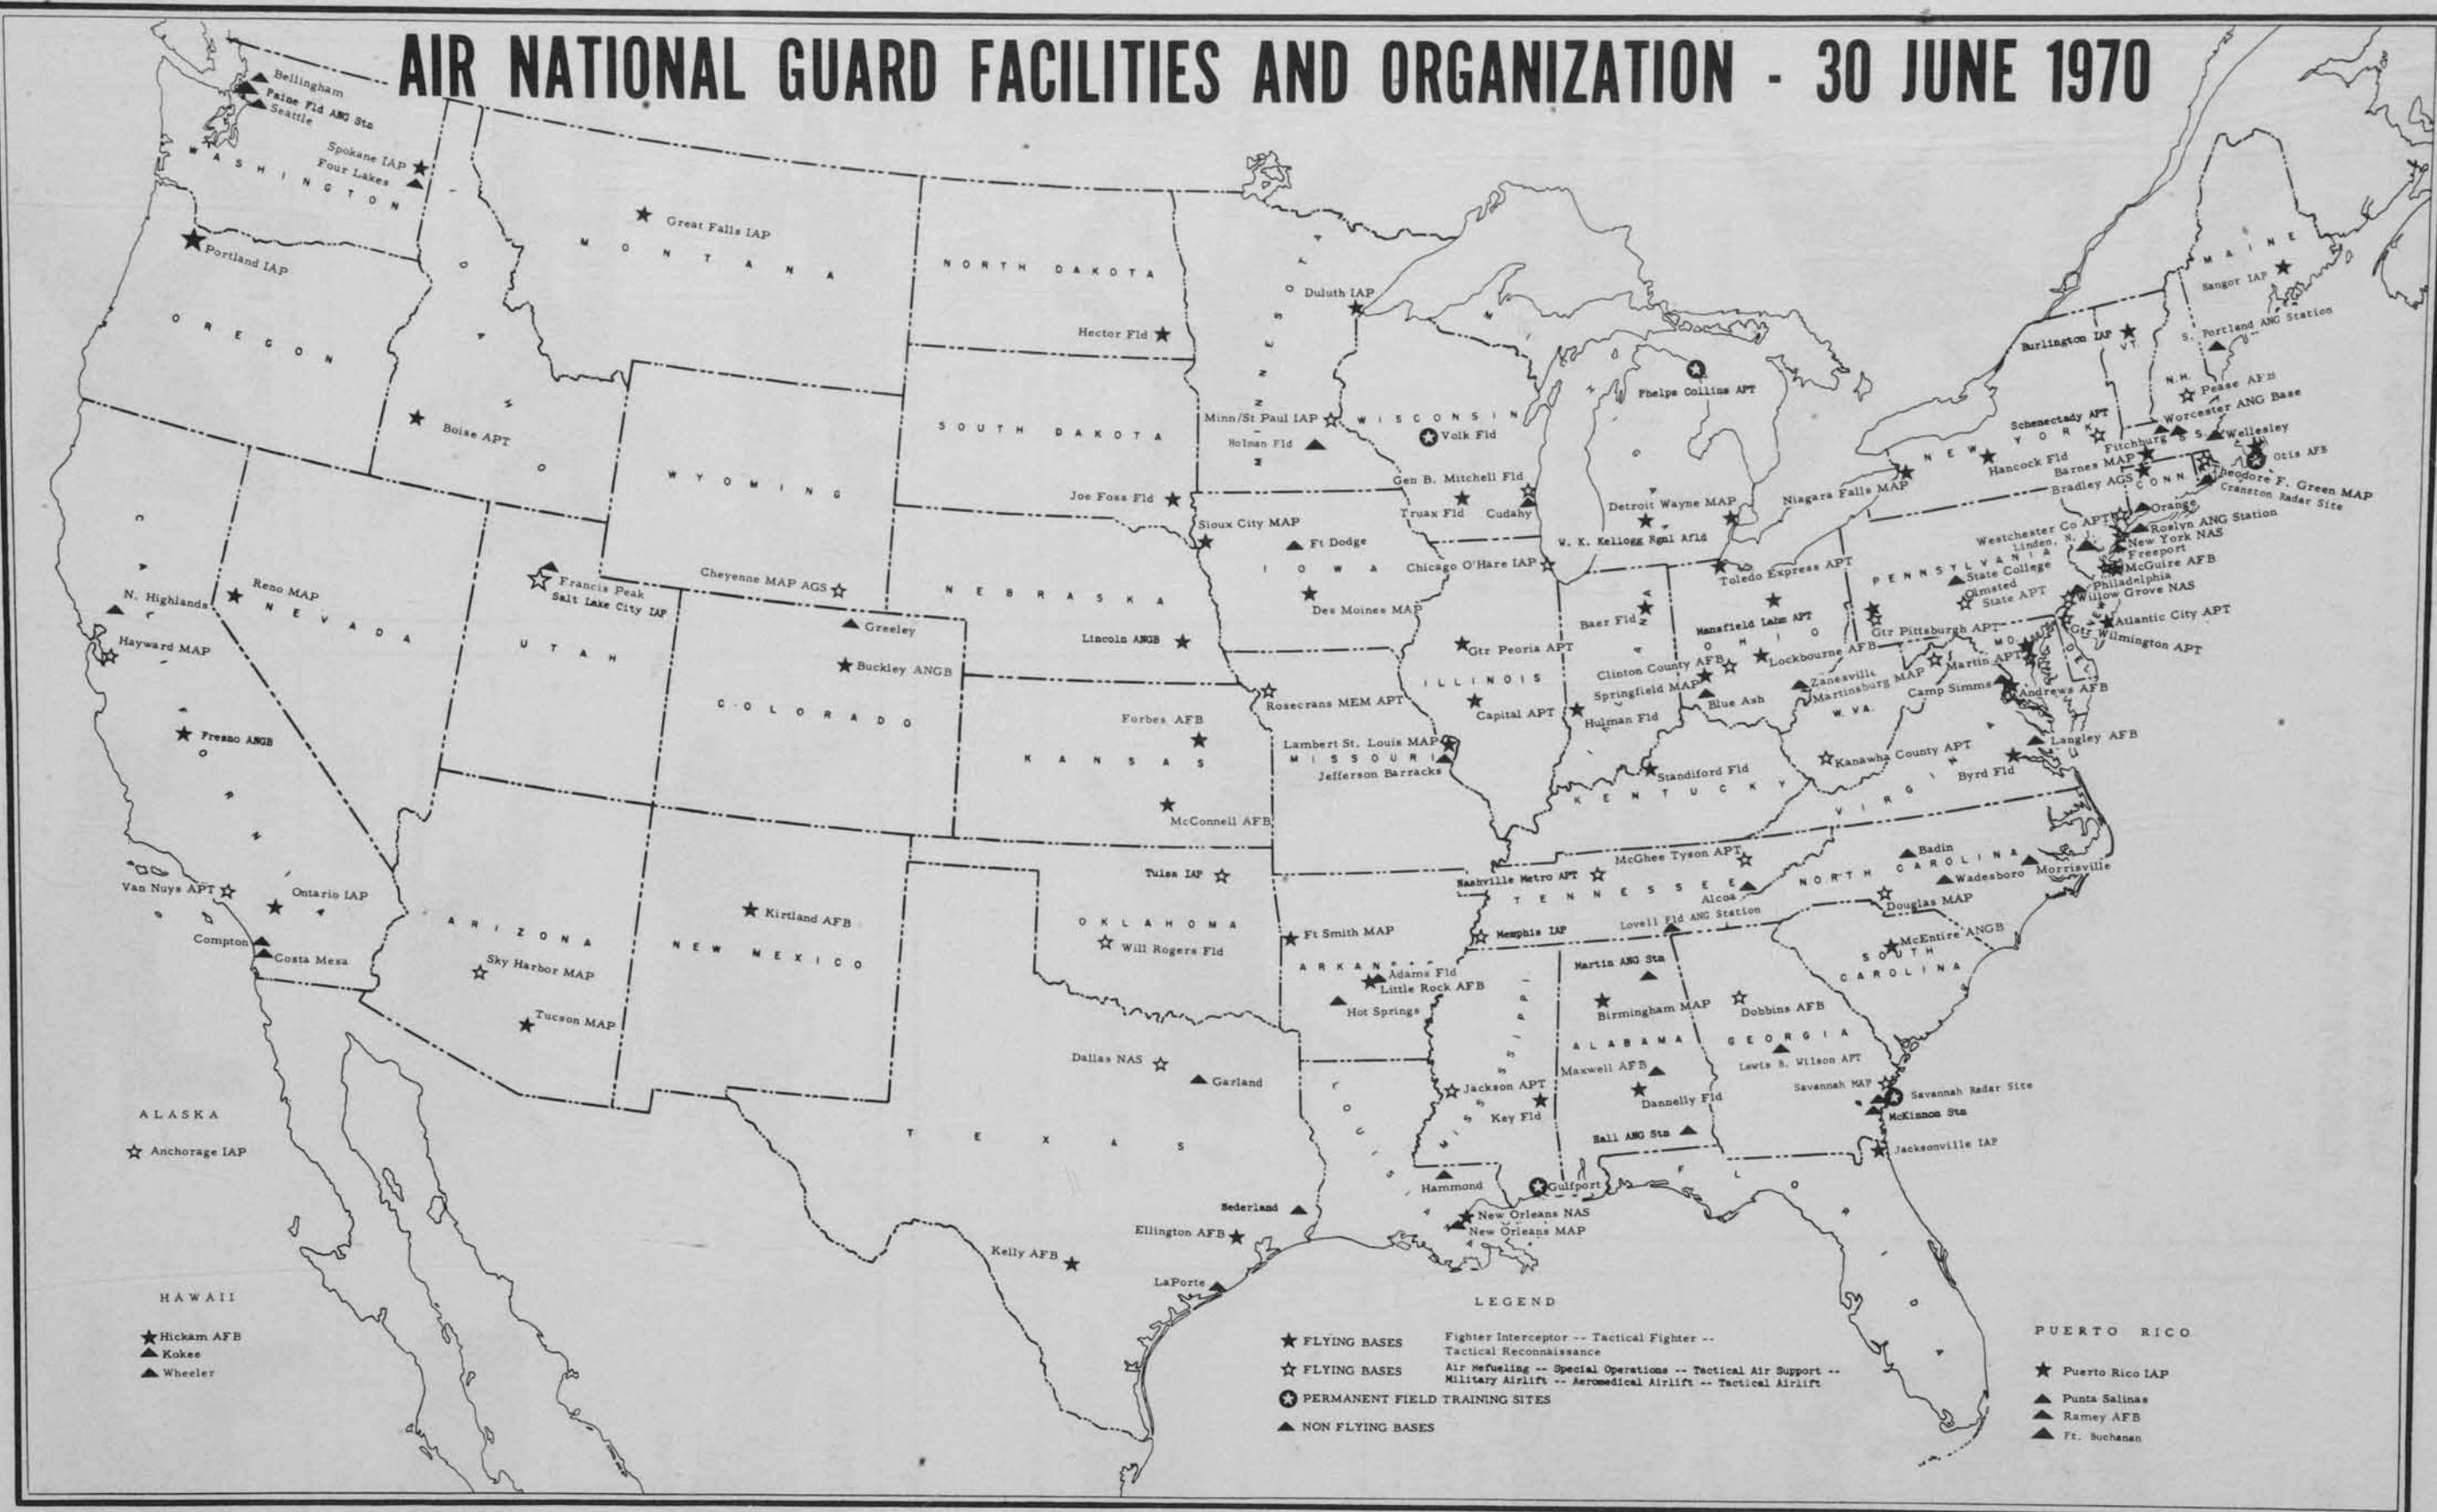 AIR NATIONAL GUARD FACILITIES AND ORGANIZATION - 30 JUNE 1970
Bellingham
Paine Fld ANG Stn
Seattle
Spokane IAP
Four Lakes
WASHINGTON
Portland IAP
OREGON
IDAHO
Boise APT
Great Falls IAP
MONTANA
NORTH DAKOTA
Hector Fld
SOUTH DAKOTA
Joe Foss Fld
WYOMING
Cheyenne MAP AGS
MINNESOTA
Duluth IAP
Minn/St Paul IAP
Holman Fld
WISCONSIN
Volk Fld
Gen B. Mitchell Fld
Truax Fld
Cudahy
Phelps Collins APT
Detroit Wayne MAP
W. K. Kellogg Rgnl Afld
Sioux City MAP
Ft Dodge
IOWA
Des Moines MAP
Chicago O'Hare IAP
NEBRASKA
Lincoln ANGB
CALIFORNIA
N. Highlands
Hayward MAP
Fresno ANGB
Van Nuys APT
Ontario IAP
Compton
Costa Mesa
Reno MAP
NEVADA
Francis Peak
Salt Lake City IAP
UTAH
Greeley
Buckley ANGB
COLORADO
KANSAS
Forbes AFB
McConnell AFB
Rosecrans MEM APT
Lambert St. Louis MAP
MISSOURI
Jefferson Barracks
Gtr Peoria APT
ILLINOIS
Capital APT
Hulman Fld
Baer Fld
INDIANA
Toledo Express APT
Mansfield Lahm APT
OHIO
Clinton County AFB
Lockbourne AFB
Springfield MAP
Blue Ash
Zanesville
Standiford Fld
KENTUCKY
Martinsburg MAP
W. VA.
Kanawha County APT
VIRGINIA
Byrd Fld
Langley AFB
Camp Simms
Andrews AFB
Martin APT
MD.
DEL
Gtr Pittsburgh APT
PENNSYLVANIA
State College
Olmsted
State APT
Niagara Falls MAP
NEW YORK
Hancock Fld
Schenectady APT
Westchester Co APT
Linden, N. J.
Orange
Roslyn ANG Station
New York NAS
Freeport
McGuire AFB
Philadelphia
Willow Grove NAS
Atlantic City APT
Gtr Wilmington APT
MAINE
Bangor IAP
S. Portland ANG Station
Burlington IAP
VT.
N.H.
Pease AFB
Worcester ANG Base
Wellesley
Fitchburg
Barnes MAP
Otis AFB
Bradley AGS
CONN
Theodore F. Green MAP
Cranston Radar Site
ARIZONA
Sky Harbor MAP
Tucson MAP
NEW MEXICO
Kirtland AFB
Tulsa IAP
OKLAHOMA
Will Rogers Fld
Ft Smith MAP
Adams Fld
Little Rock AFB
Hot Springs
Dallas NAS
Garland
TEXAS
Nederland
Ellington AFB
Kelly AFB
LaPorte
Nashville Metro APT
McGhee Tyson APT
TENNESSEE
Alcoa
Memphis IAP
Lovell Fld ANG Station
NORTH CAROLINA
Badin
Wadesboro
Morrisville
Douglas MAP
McEntire ANGB
SOUTH
CAROLINA
Martin ANG Stn
Birmingham MAP
ALABAMA
Maxwell AFB
Dannelly Fld
Hall ANG Stn
Dobbins AFB
GEORGIA
Lewis B. Wilson APT
Savannah MAP
Savannah Radar Site
McKinnon Stn
Jacksonville IAP
FLORIDA
MISSISSIPPI
Jackson APT
Key Fld
Gulfport
Hammond
New Orleans NAS
New Orleans MAP
ALASKA
Anchorage IAP
HAWAII
Hickam AFB
Kokee
Wheeler
LEGEND
FLYING BASES Fighter Interceptor -- Tactical Fighter --
Tactical Reconnaissance
FLYING BASES Air Refueling -- Special Operations -- Tactical Air Support --
Military Airlift -- Aeromedical Airlift -- Tactical Airlift
PERMANENT FIELD TRAINING SITES
NON FLYING BASES
PUERTO RICO
Puerto Rico IAP
Punta Salinas
Ramey AFB
Ft. Buchanan